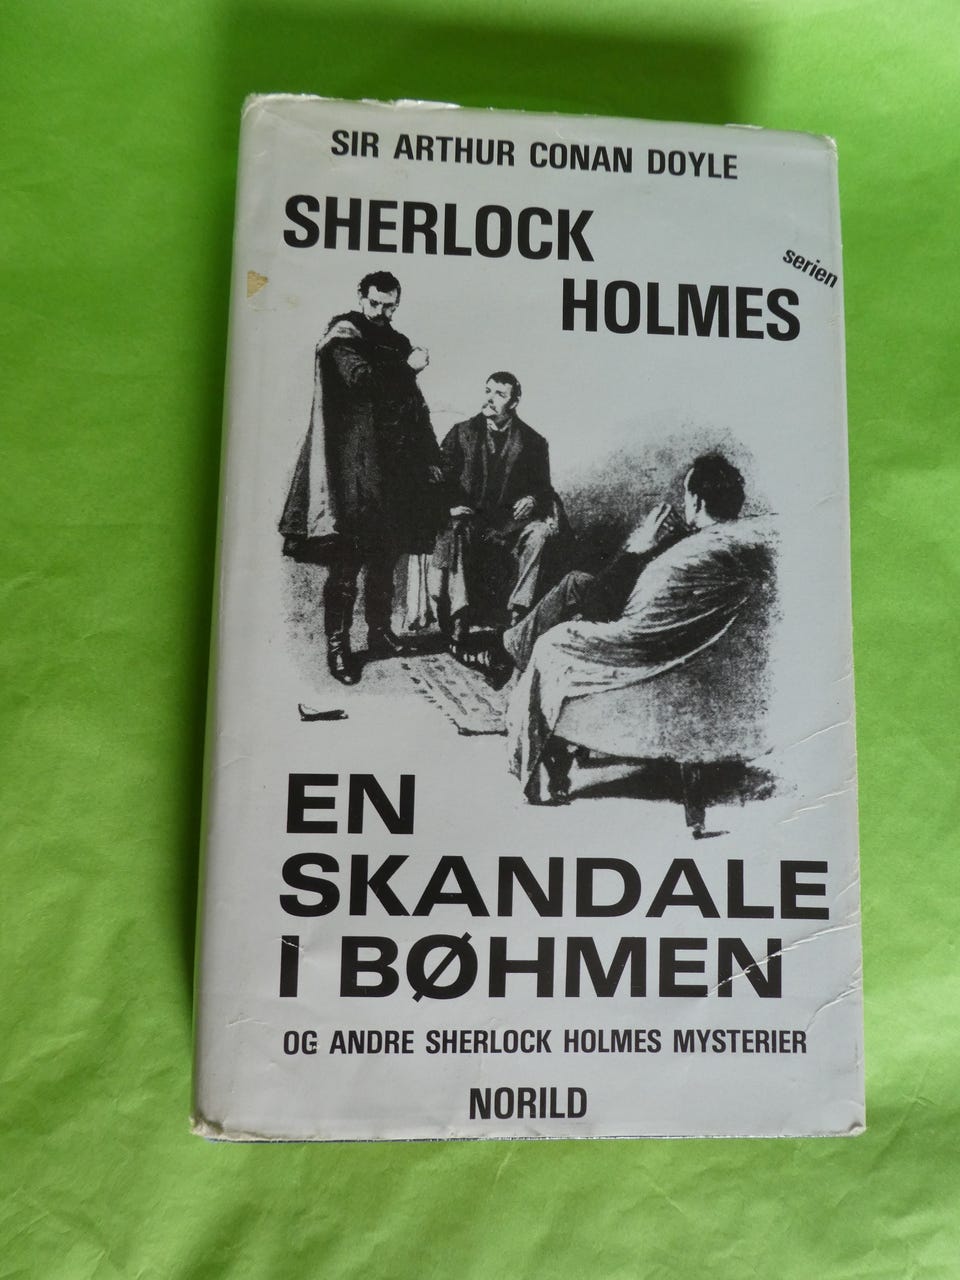 SIR ARTHUR CONAN DOYLE
SHERLOCK
serien
HOLMES
EN
SKANDALE
I BØHMEN
OG ANDRE SHERLOCK HOLMES MYSTERIER
NORILD